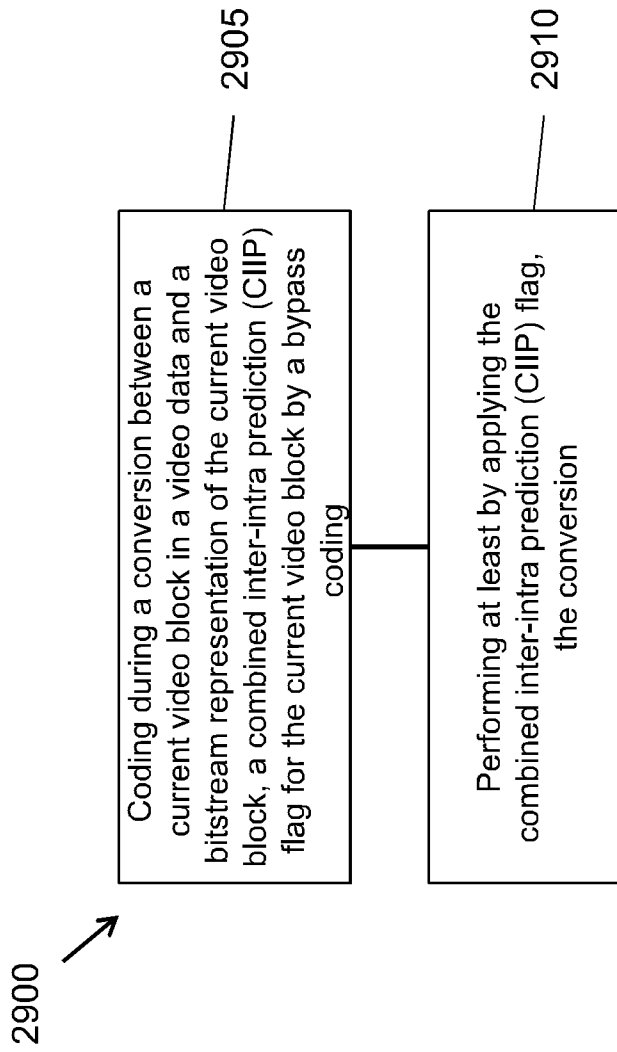 2900
Coding during a conversion between a
current video block in a video data and a
bitstream representation of the current video
block, a combined inter-intra prediction (CIIP)
flag for the current video block by a bypass
coding
2905
Performing at least by applying the
combined inter-intra prediction (CIIP) flag,
the conversion
2910